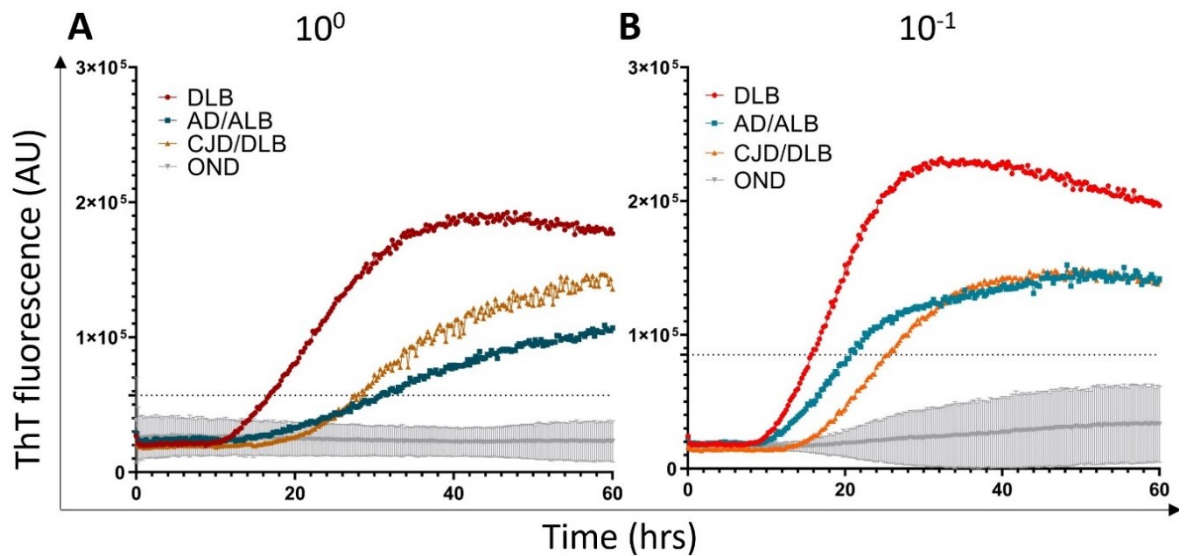 A
10⁰
B
10⁻¹
ThT fluorescence (AU)
3×10⁵
2×10⁵
1×10⁵
0
DLB
AD/ALB
CJD/DLB
OND
0
20
40
60
3×10⁵
2×10⁵
1×10⁵
0
DLB
AD/ALB
CJD/DLB
OND
0
20
40
60
Time (hrs)